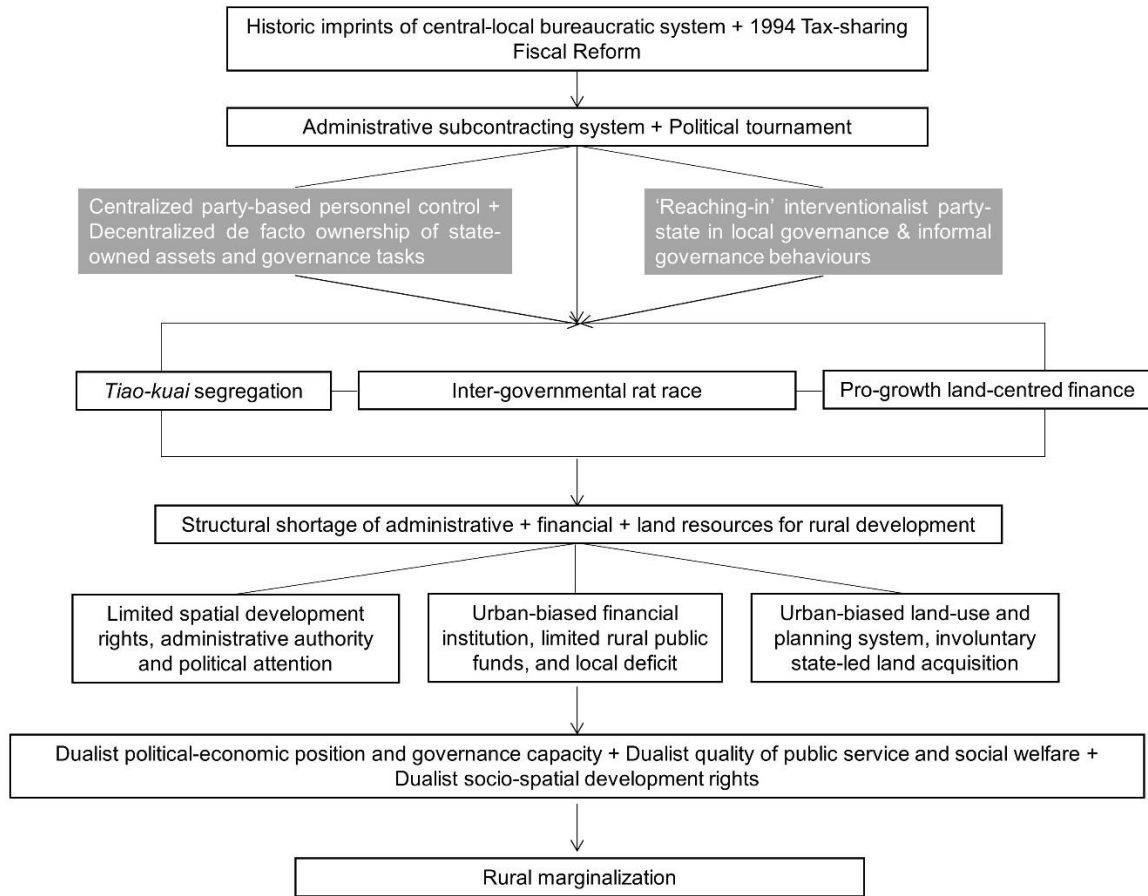 Historic imprints of central-local bureaucratic system + 1994 Tax-sharing
Fiscal Reform
Administrative subcontracting system + Political tournament
Centralized party-based personnel control +
Decentralized de facto ownership of state-
owned assets and governance tasks
‘Reaching-in’ interventionalist party-
state in local governance & informal
governance behaviours
Tiao-kuai segregation
Inter-governmental rat race
Pro-growth land-centred finance
Structural shortage of administrative + financial + land resources for rural development
Limited spatial development
rights, administrative authority
and political attention
Urban-biased financial
institution, limited rural public
funds, and local deficit
Urban-biased land-use and
planning system, involuntary
state-led land acquisition
Dualist political-economic position and governance capacity + Dualist quality of public service and social welfare +
Dualist socio-spatial development rights
Rural marginalization